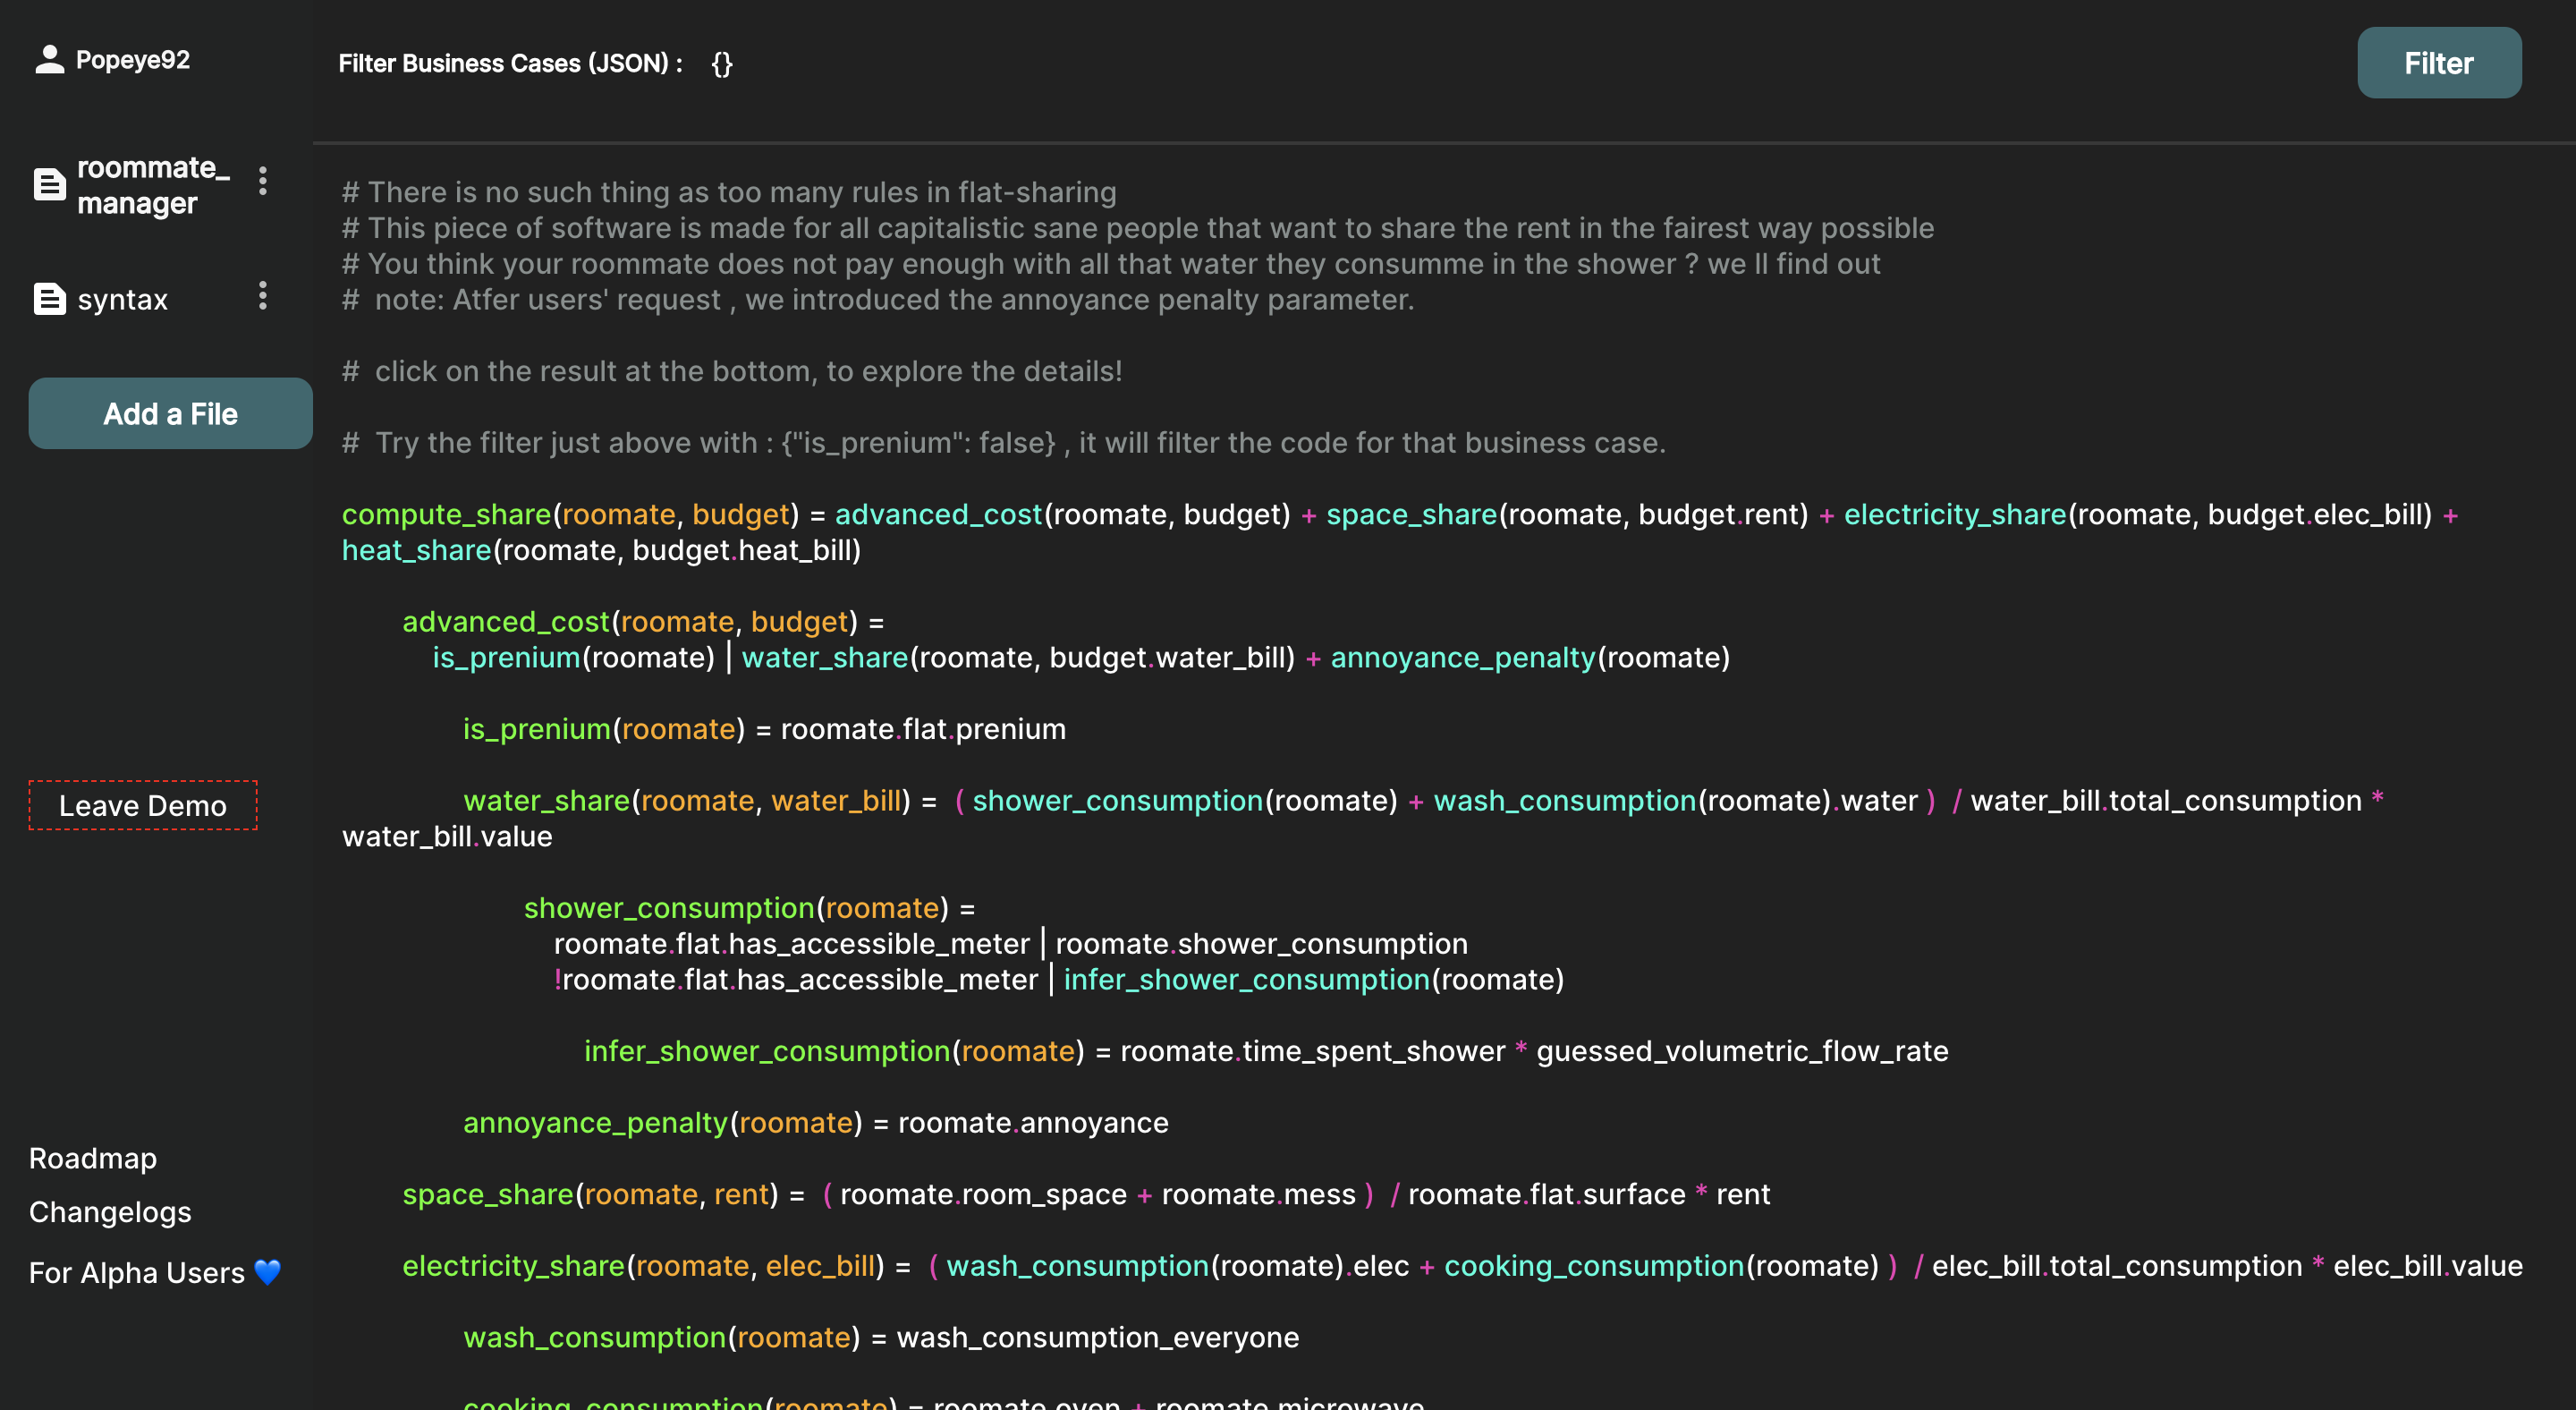 Popeye92
roommate_
manager
syntax
Add a File
Leave Demo
Roadmap
Changelogs
For Alpha Users 💙
Filter Business Cases (JSON) : {}
Filter
# There is no such thing as too many rules in flat-sharing
# This piece of software is made for all capitalistic sane people that want to share the rent in the fairest way possible
# You think your roommate does not pay enough with all that water they consumme in the shower ? we ll find out
# note: Atfer users' request , we introduced the annoyance penalty parameter.
# click on the result at the bottom, to explore the details!
# Try the filter just above with : {"is_prenium": false} , it will filter the code for that business case.
compute_share(roomate, budget) = advanced_cost(roomate, budget) + space_share(roomate, budget.rent) + electricity_share(roomate, budget.elec_bill) +
heat_share(roomate, budget.heat_bill)
advanced_cost(roomate, budget) =
is_prenium(roomate) | water_share(roomate, budget.water_bill) + annoyance_penalty(roomate)
is_prenium(roomate) = roomate.flat.prenium
water_share(roomate, water_bill) = ( shower_consumption(roomate) + wash_consumption(roomate).water ) / water_bill.total_consumption *
water_bill.value
shower_consumption(roomate) =
roomate.flat.has_accessible_meter | roomate.shower_consumption
!roomate.flat.has_accessible_meter | infer_shower_consumption(roomate)
infer_shower_consumption(roomate) = roomate.time_spent_shower * guessed_volumetric_flow_rate
annoyance_penalty(roomate) = roomate.annoyance
space_share(roomate, rent) = ( roomate.room_space + roomate.mess ) / roomate.flat.surface * rent
electricity_share(roomate, elec_bill) = ( wash_consumption(roomate).elec + cooking_consumption(roomate) ) / elec_bill.total_consumption * elec_bill.value
wash_consumption(roomate) = wash_consumption_everyone
cooking_consumption(roomate) = roomate.oven + roomate.microwave